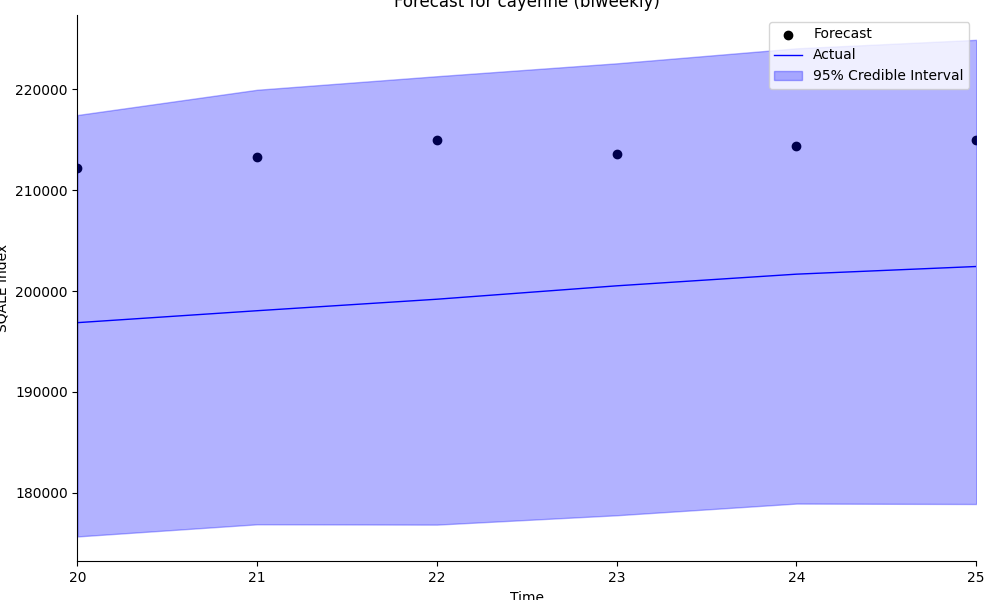 Forecast for cayenne (biweekly)
Forecast
Actual
95% Credible Interval
220000
210000
200000
190000
180000
SQALE Index
20
21
22
23
24
25
Time